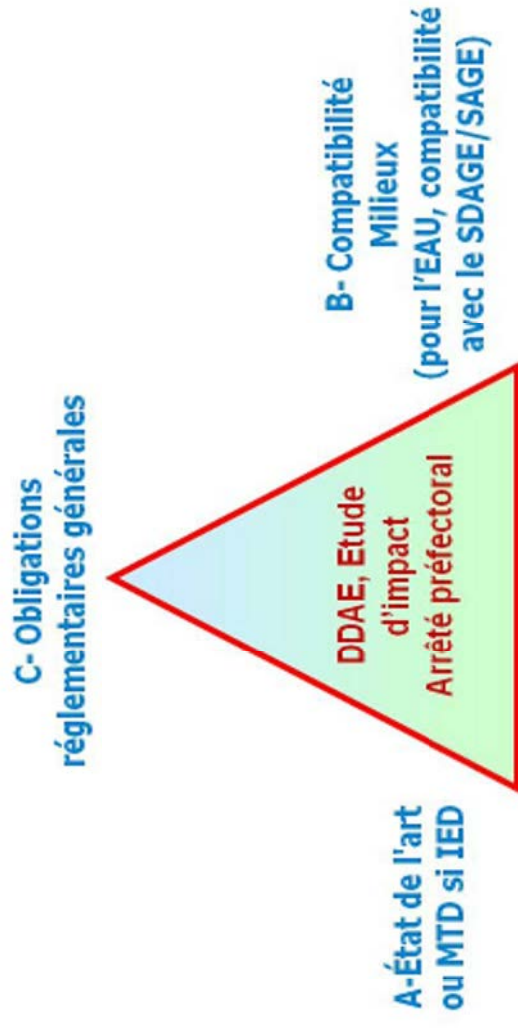 C- Obligations
réglementaires générales
DDAE, Etude
d'impact
Arrêté préfectoral
A-État de l'art
ou MTD si IED
B- Compatibilité
Milieux
(pour l'EAU, compatibilité
avec le SDAGE/SAGE)